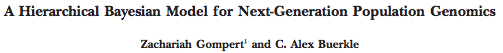 A Hierarchical Bayesian Model for Next-Generation Population Genomics
Zachariah Gompert¹ and C. Alex Buerkle